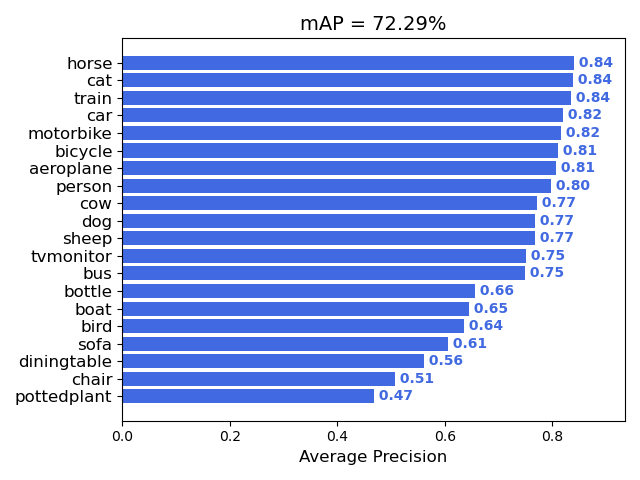 mAP = 72.29%
horse 0.84
cat 0.84
train 0.84
car 0.82
motorbike 0.82
bicycle 0.81
aeroplane 0.81
person 0.80
cow 0.77
dog 0.77
sheep 0.77
tvmonitor 0.75
bus 0.75
bottle 0.66
boat 0.65
bird 0.64
sofa 0.61
diningtable 0.56
chair 0.51
pottedplant 0.47
0.0 0.2 0.4 0.6 0.8
Average Precision